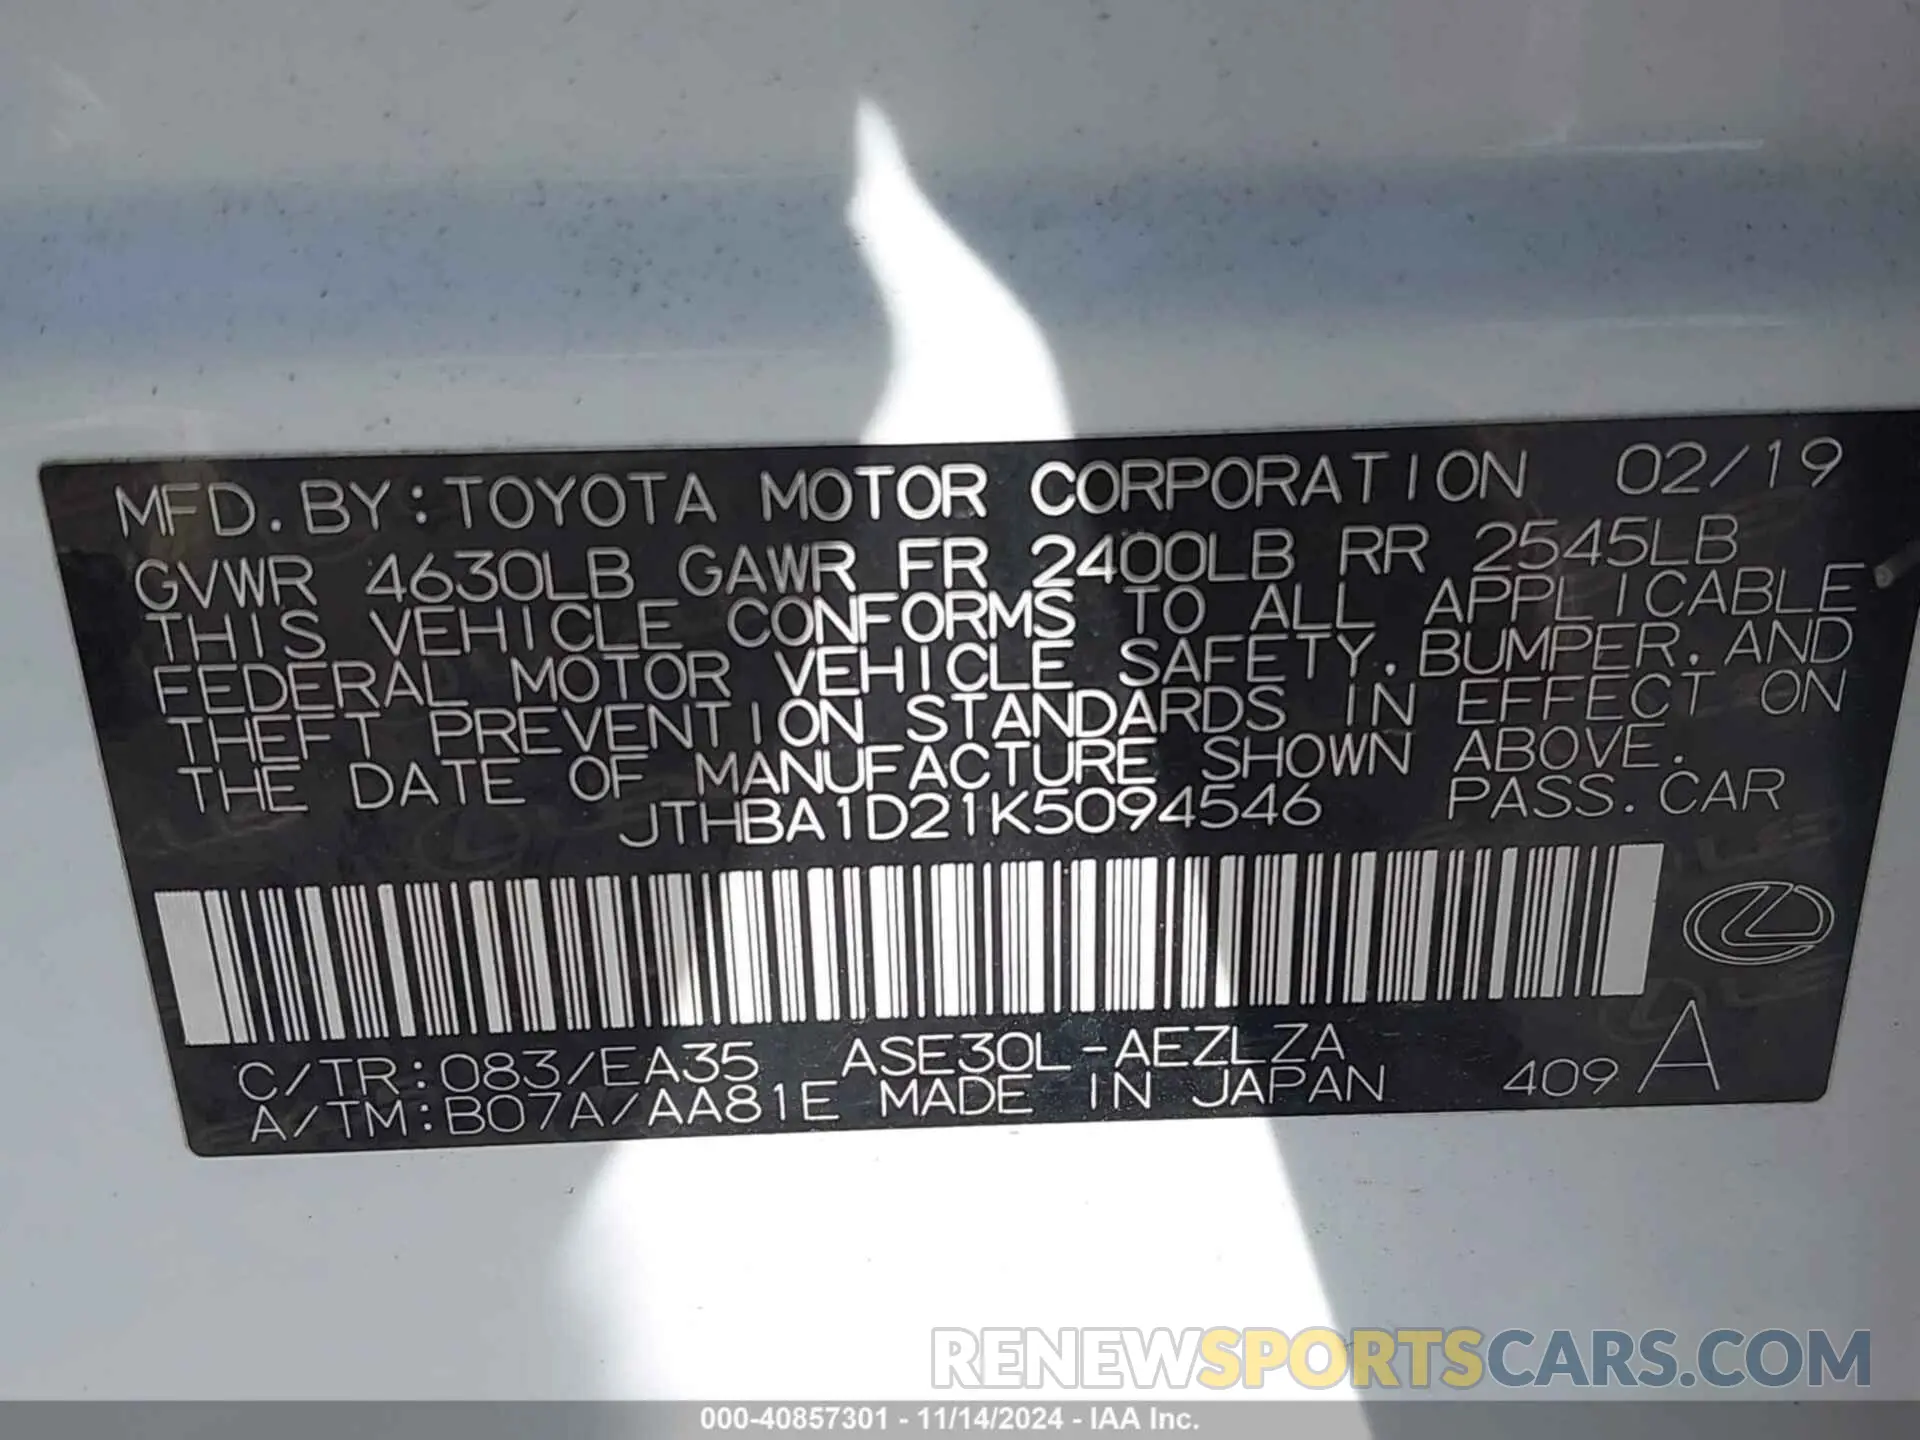 MFD. BY: TOYOTA MOTOR CORPORATION 02/19
GVWR 4630LB GAWR FR 2400LB RR 2545LB
THIS VEHICLE CONFORMS TO ALL APPLICABLE
FEDERAL MOTOR VEHICLE SAFETY, BUMPER, AND
THEFT PREVENTION STANDARDS IN EFFECT ON
THE DATE OF MANUFACTURE SHOWN ABOVE.
JTHBA1D21K5094546 PASS. CAR
C/TR: 083/EA35 ASE30L-AEZLZA
A/TM: B07A/AA81E MADE IN JAPAN 409 A
RENEWSPORTSCARS.COM
000-40857301 - 11/14/2024 - IAA Inc.